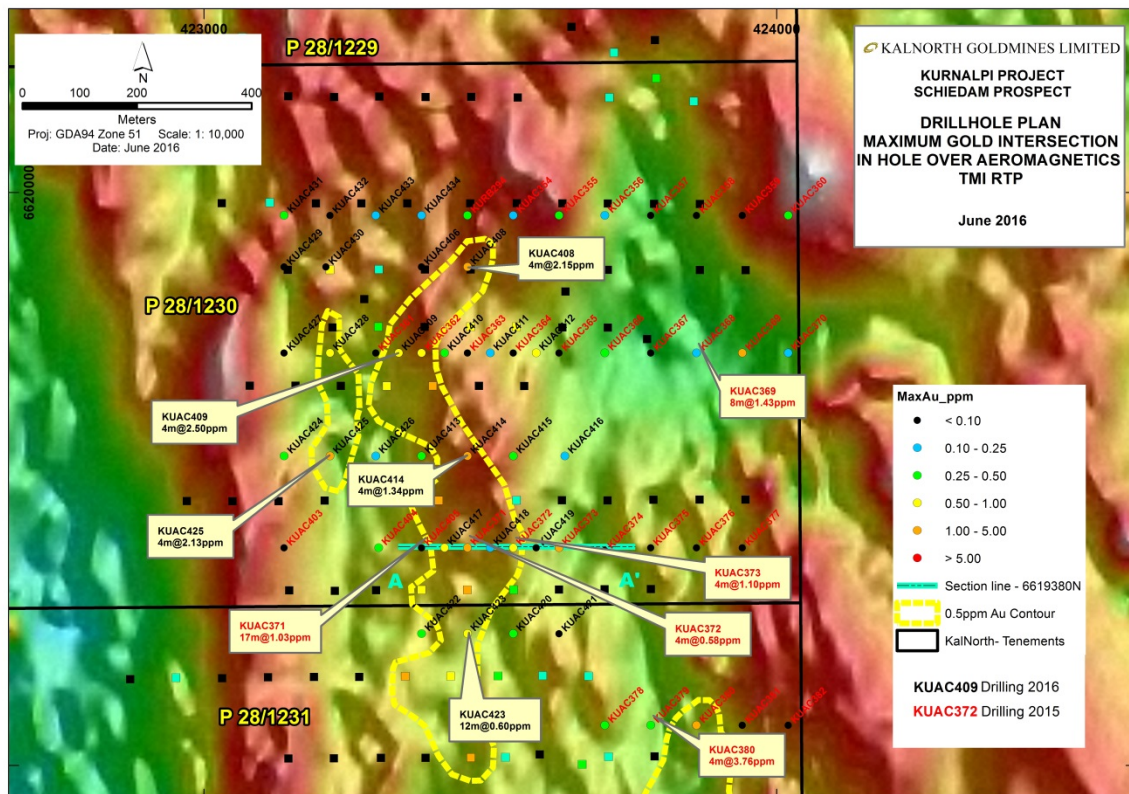 423000
424000
6620000
N
0 200 400
Meters
Proj: GDA94 Zone 51 Scale: 1: 10,000
Date: June 2016
KALNORTH GOLDMINES LIMITED
KURNALPI PROJECT
SCHIEDAM PROSPECT
DRILLHOLE PLAN
MAXIMUM GOLD INTERSECTION
IN HOLE OVER AEROMAGNETICS
TMI RTP
June 2016
P 28/1229
KUAC431
KUAC432
KUAC433
KUAC434
KUAC355
KUAC356
KUAC360
KUAC429
KUAC430
KUAC406
KUAC408
KUAC408
4m@2.15ppm
P 28/1230
KUAC427
KUAC428
KUAC362
KUAC410
KUAC363
KUAC411
KUAC364
KUAC365
KUAC367
KUAC409
4m@2.50ppm
KUAC369
8m@1.43ppm
KUAC424
KUAC425
KUAC426
KUAC413
KUAC414
KUAC415
KUAC416
KUAC414
4m@1.34ppm
KUAC425
4m@2.13ppm
KUAC403
KUAC417
KUAC418
KUAC372
KUAC419
KUAC373
KUAC374
KUAC375
KUAC376
KUAC377
A
A'
KUAC373
4m@1.10ppm
KUAC371
17m@1.03ppm
KUAC372
4m@0.58ppm
KUAC422
KUAC423
KUAC420
KUAC421
KUAC423
12m@0.60ppm
P 28/1231
KUAC378
KUAC379
KUAC380
4m@3.76ppm
MaxAu_ppm
< 0.10
0.10 - 0.25
0.25 - 0.50
0.50 - 1.00
1.00 - 5.00
> 5.00
Section line - 6619380N
0.5ppm Au Contour
KalNorth- Tenements
KUAC409 Drilling 2016
KUAC372 Drilling 2015